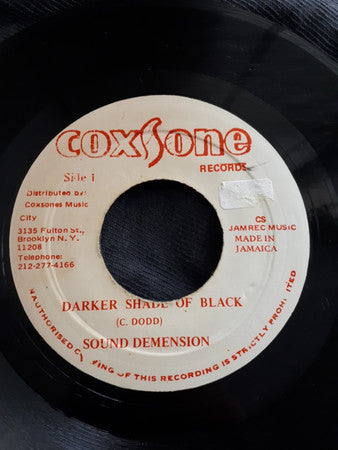 coxsone
RECORDS
Side 1
Distributed by:
Coxsones Music
City
3135 Fulton St.,
Brooklyn N. Y.
11208
Telephone:
212-277-4166
CS
JAMREC MUSIC
MADE IN
JAMAICA
DARKER SHADE OF BLACK
(C. DODD)
SOUND DEMENSION
UNAUTHORISED COPYING OF THIS RECORDING IS STRICTLY PROHIBITED